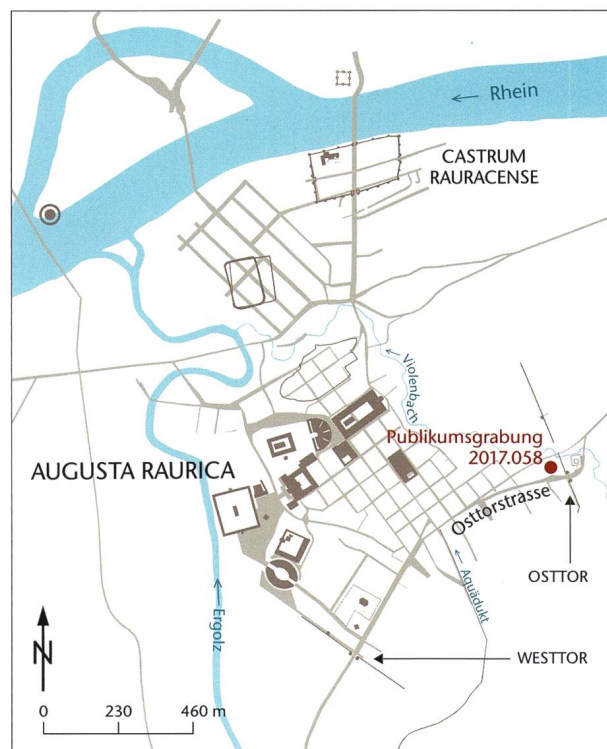 Rhein
CASTRUM
RAURACENSE
Violenbach
Publikumsgrabung
2017.058
AUGUSTA RAURICA
Osttorstrasse
OSTTOR
Aquädukt
Ergolz
WESTTOR
N
0 230 460 m